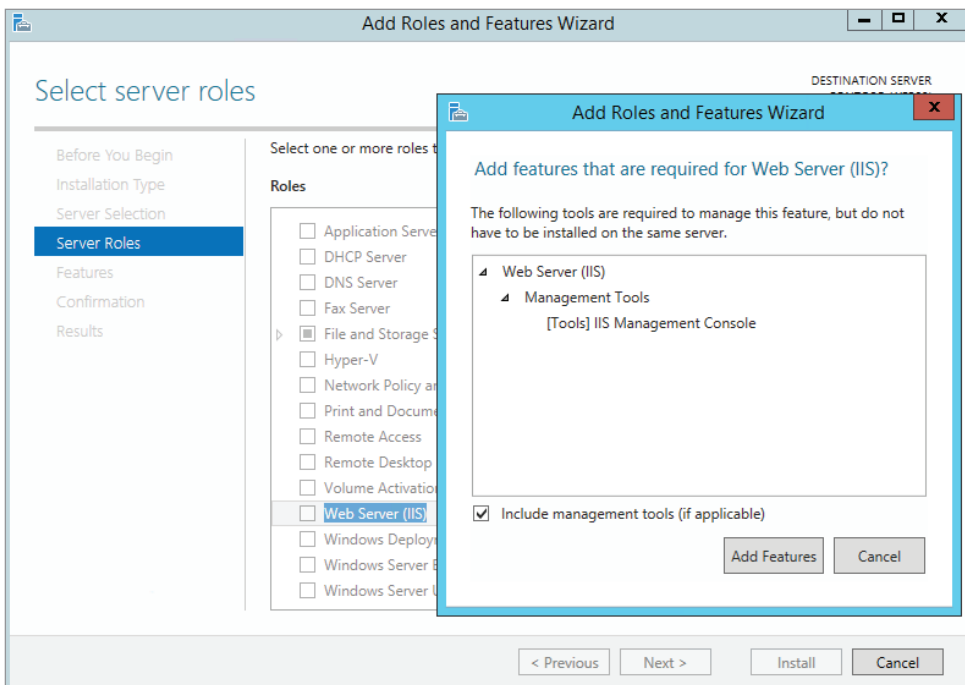 Add Roles and Features Wizard
Select server roles
DESTINATION SERVER
Before You Begin
Installation Type
Server Selection
Server Roles
Features
Confirmation
Results
Select one or more roles
Roles
Application
DHCP Server
DNS Server
Fax Server
File and Storage
Hyper-V
Network Policy
Print and
Remote Access
Remote Desktop
Volume
Web Server (IIS)
Windows
Windows Server
Windows Server
Add Roles and Features Wizard
Add features that are required for Web Server (IIS)?
The following tools are required to manage this feature, but do not
have to be installed on the same server.
Web Server (IIS)
Management Tools
[Tools] IIS Management Console
Include management tools (if applicable)
Add Features
Cancel
< Previous
Next >
Install
Cancel